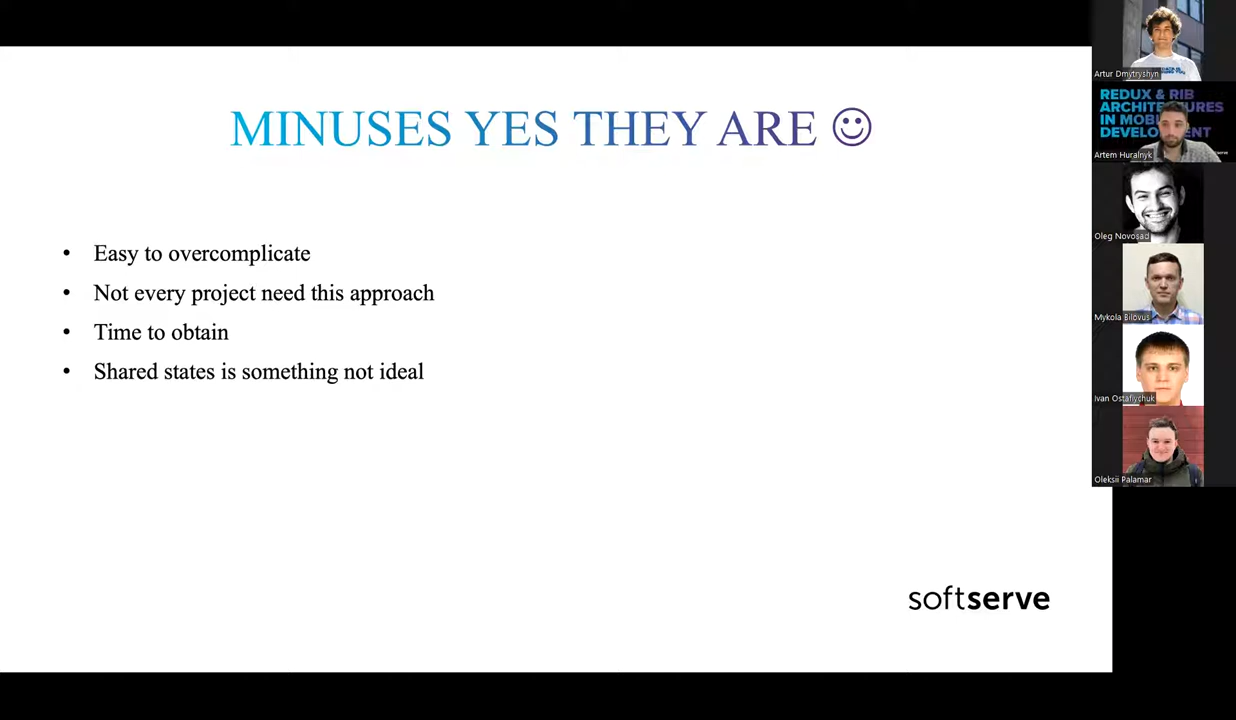 MINUSES YES THEY ARE ☺
• Easy to overcomplicate
• Not every project need this approach
• Time to obtain
• Shared states is something not ideal
softserve
Artur Dmytryshyn
REDUX & RIB
ARCHITECTURES
IN MOBI
DEVELOPMENT
Artem Huralnyk
Oleg Novosad
Mykola Bilovus
Ivan Ostafiychuk
Oleksii Palamar